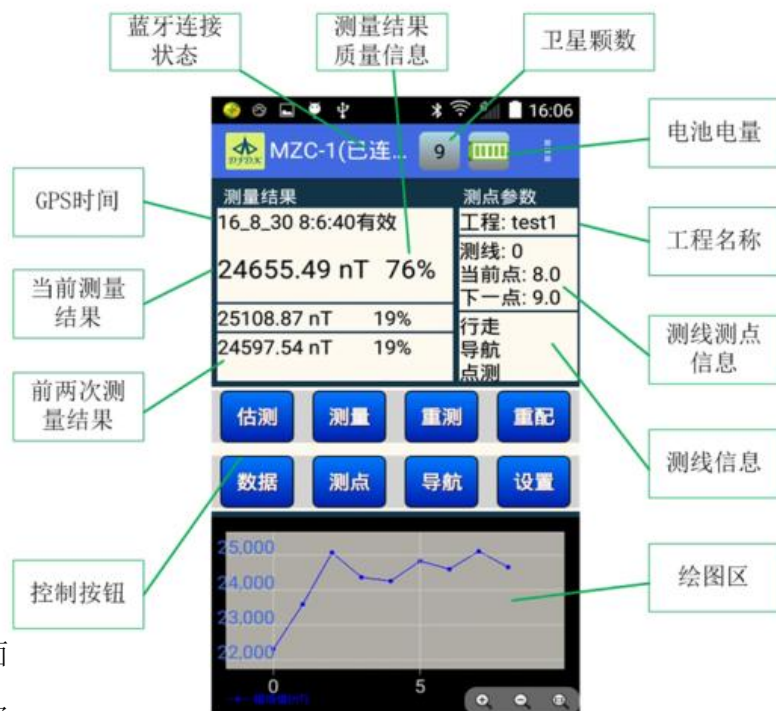 蓝牙连接
状态
测量结果
质量信息
卫星颗数
电池电量
GPS时间
工程名称
当前测量
结果
测线测点
信息
前两次测
量结果
测线信息
控制按钮
绘图区
16:06
DFDK
MZC-1(已连...
9
测量结果
测点参数
16_8_30 8:6:40有效
工程: test1
24655.49 nT 76%
测线: 0
当前点: 8.0
下一点: 9.0
25108.87 nT 19%
24597.54 nT 19%
行走
导航
点测
估测
测量
重测
重配
数据
测点
导航
设置
25,000
24,000
23,000
22,000
0
5